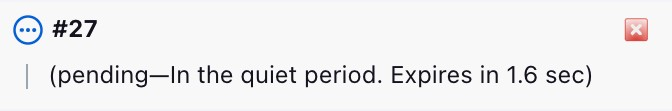 #27
(pending—In the quiet period. Expires in 1.6 sec)